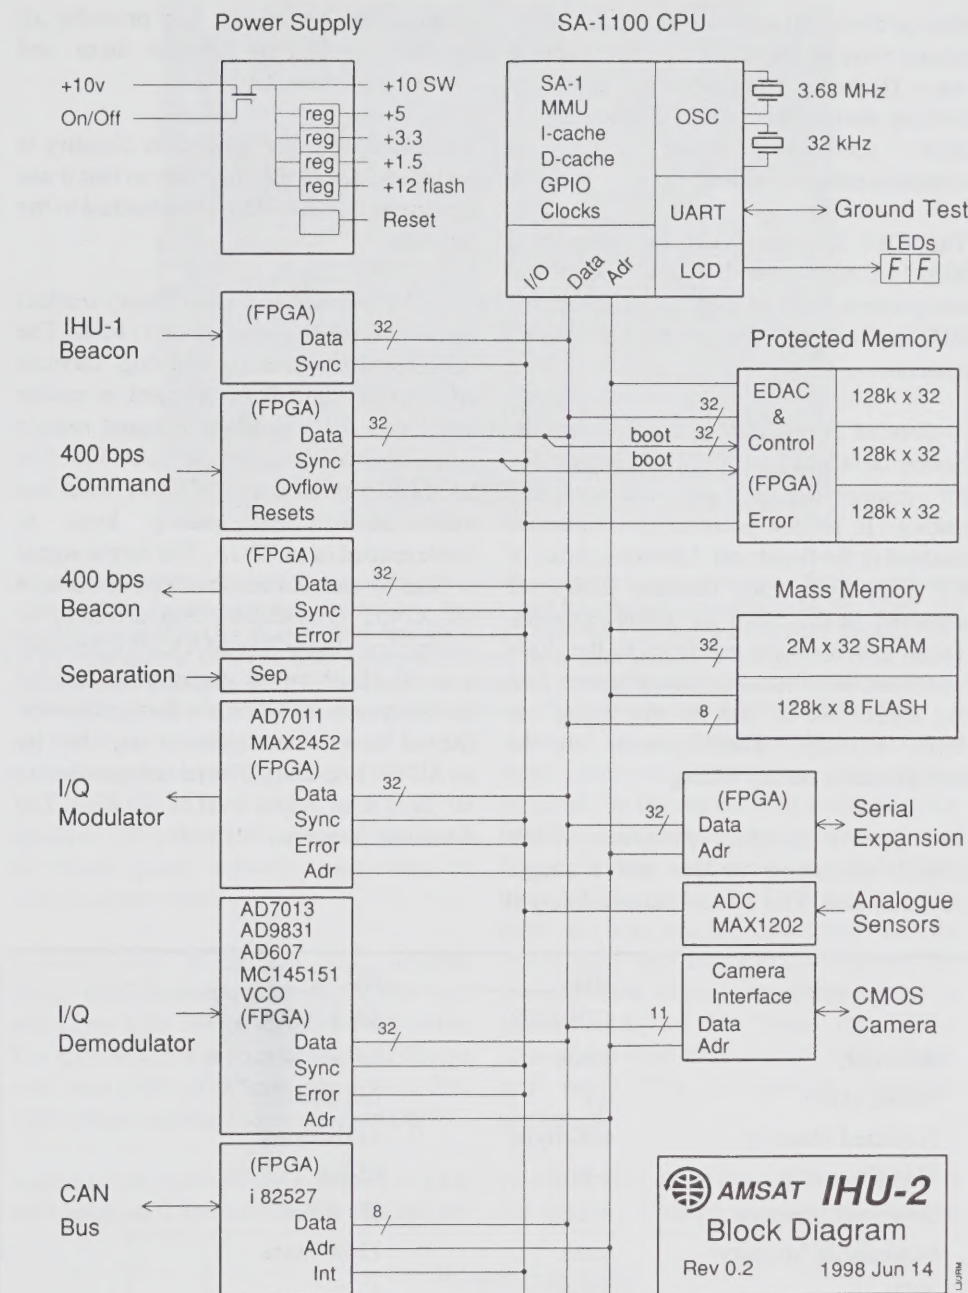 Power Supply
+10v
On/Off
+10 SW
reg
+5
reg
+3.3
reg
+1.5
reg
+12 flash
Reset
SA-1100 CPU
SA-1
MMU
I-cache
D-cache
GPIO
Clocks
OSC
UART
LCD
I/O
Data
Adr
3.68 MHz
32 kHz
Ground Test
LEDs
F F
IHU-1
Beacon
(FPGA)
Data
32
Sync
400 bps
Command
(FPGA)
Data
32
Sync
Ovflow
Resets
boot
boot
400 bps
Beacon
(FPGA)
Data
32
Sync
Error
Separation
Sep
I/Q
Modulator
AD7011
MAX2452
(FPGA)
Data
32
Sync
Error
Adr
I/Q
Demodulator
AD7013
AD9831
AD607
MC145151
VCO
(FPGA)
Data
32
Sync
Error
Adr
CAN
Bus
(FPGA)
i 82527
Data
8
Adr
Int
Protected Memory
32
32
EDAC
&
Control
(FPGA)
Error
128k x 32
128k x 32
128k x 32
Mass Memory
32
2M x 32 SRAM
8
128k x 8 FLASH
32
(FPGA)
Data
Adr
Serial
Expansion
ADC
MAX1202
Analogue
Sensors
11
Camera
Interface
Data
Adr
CMOS
Camera
AMSAT IHU-2
Block Diagram
Rev 0.2
1998 Jun 14